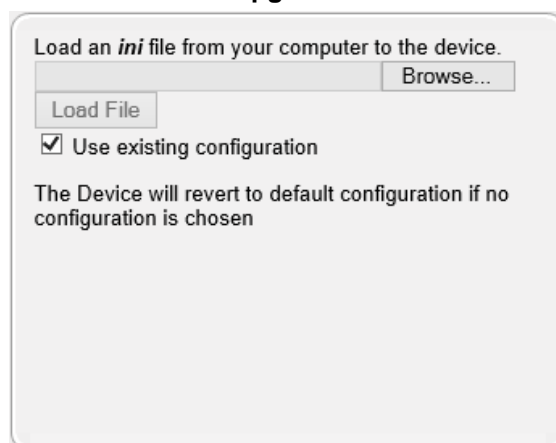 Load an ini file from your computer to the device.
Browse...
Load File
Use existing configuration
The Device will revert to default configuration if no
configuration is chosen